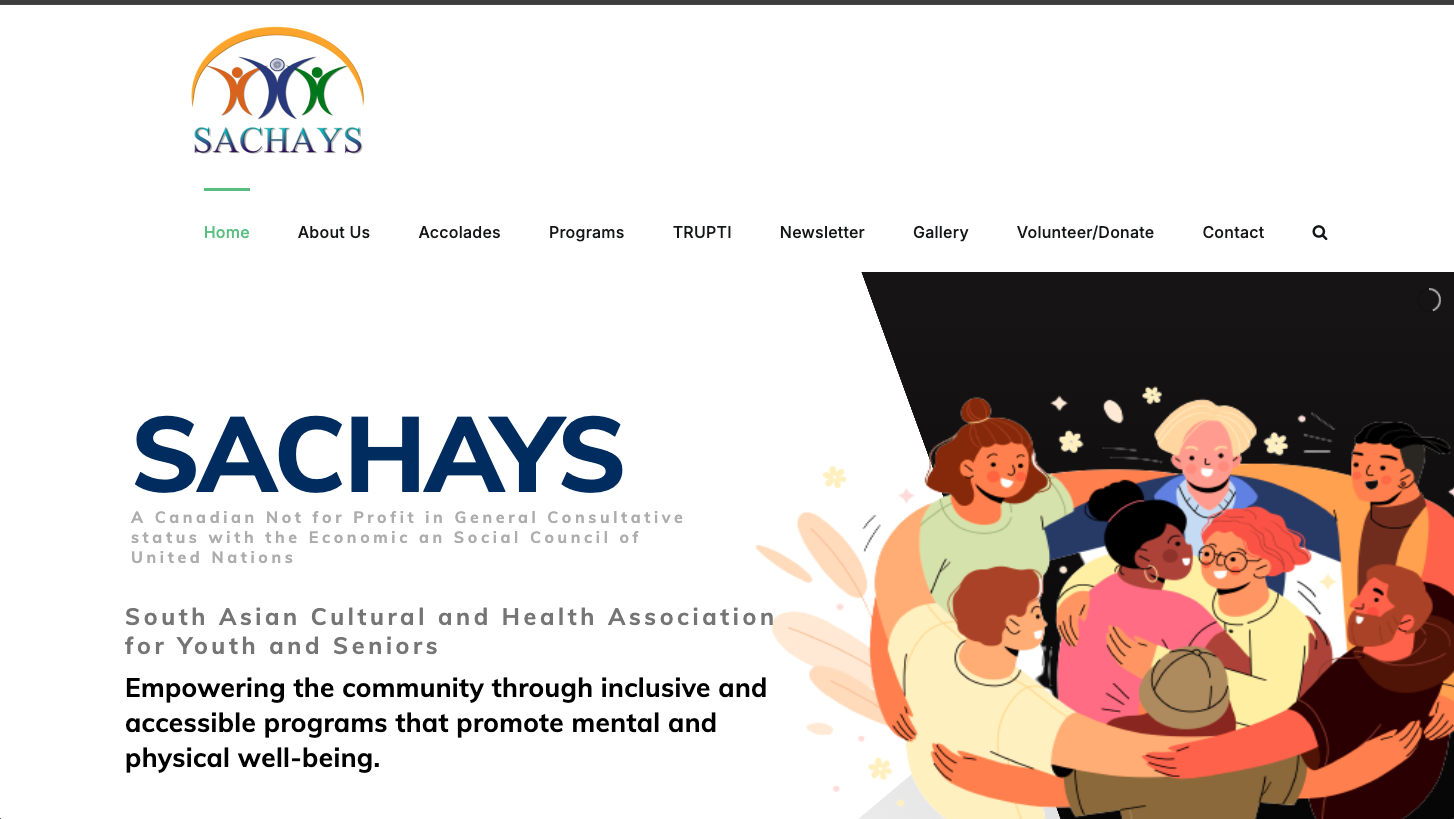 SACHAYS
Home About Us Accolades Programs TRUPTI Newsletter Gallery Volunteer/Donate Contact
SACHAYS
A Canadian Not for Profit in General Consultative
status with the Economic an Social Council of
United Nations
South Asian Cultural and Health Association
for Youth and Seniors
Empowering the community through inclusive and
accessible programs that promote mental and
physical well-being.